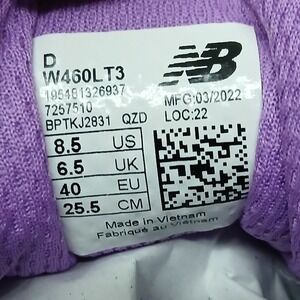 D
W460LT3
195481326937
7257510
BPTKJ2831 QZD
NB
MFG:03/2022
LOC:22
8.5 US
6.5 UK
40 EU
25.5 CM
Made in Vietnam
Fabriqué au Vietnam